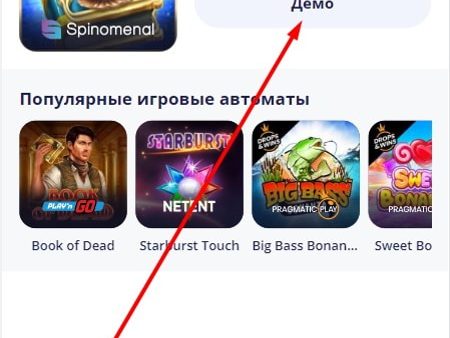 Демо
Spinomenal
Популярные игровые автоматы
BOOK
OF DEAD
PLAY'n GO
STARBURST
NETENT
DROPS & WINS
BIG BASS
PRAGMATIC PLAY
DROPS & WINS
SWE
BONAN
PRAGMATIC
Book of Dead
Starburst Touch
Big Bass Bonan...
Sweet Bo